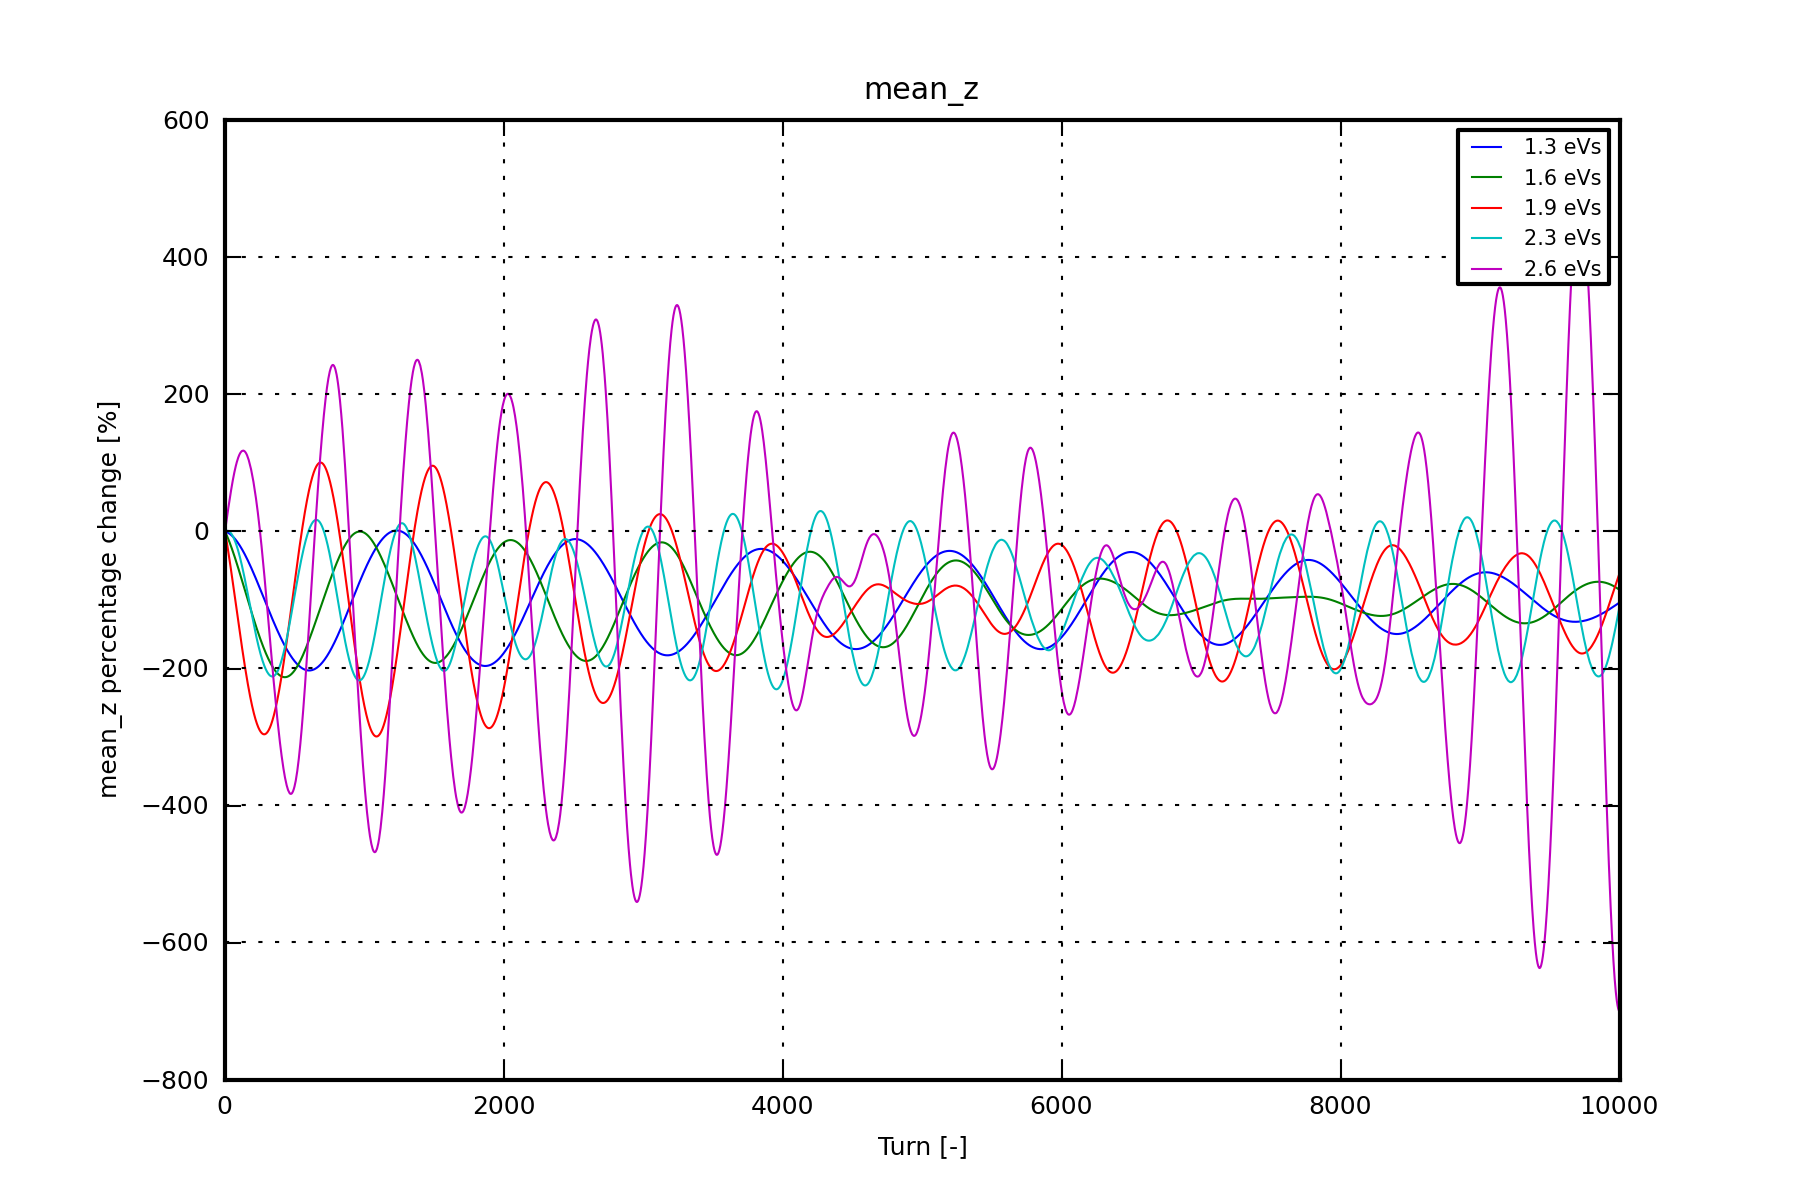 mean_z
600
400
200
0
−200
−400
−600
−800
mean_z percentage change [%]
1.3 eVs
1.6 eVs
1.9 eVs
2.3 eVs
2.6 eVs
0 2000 4000 6000 8000 10000
Turn [-]